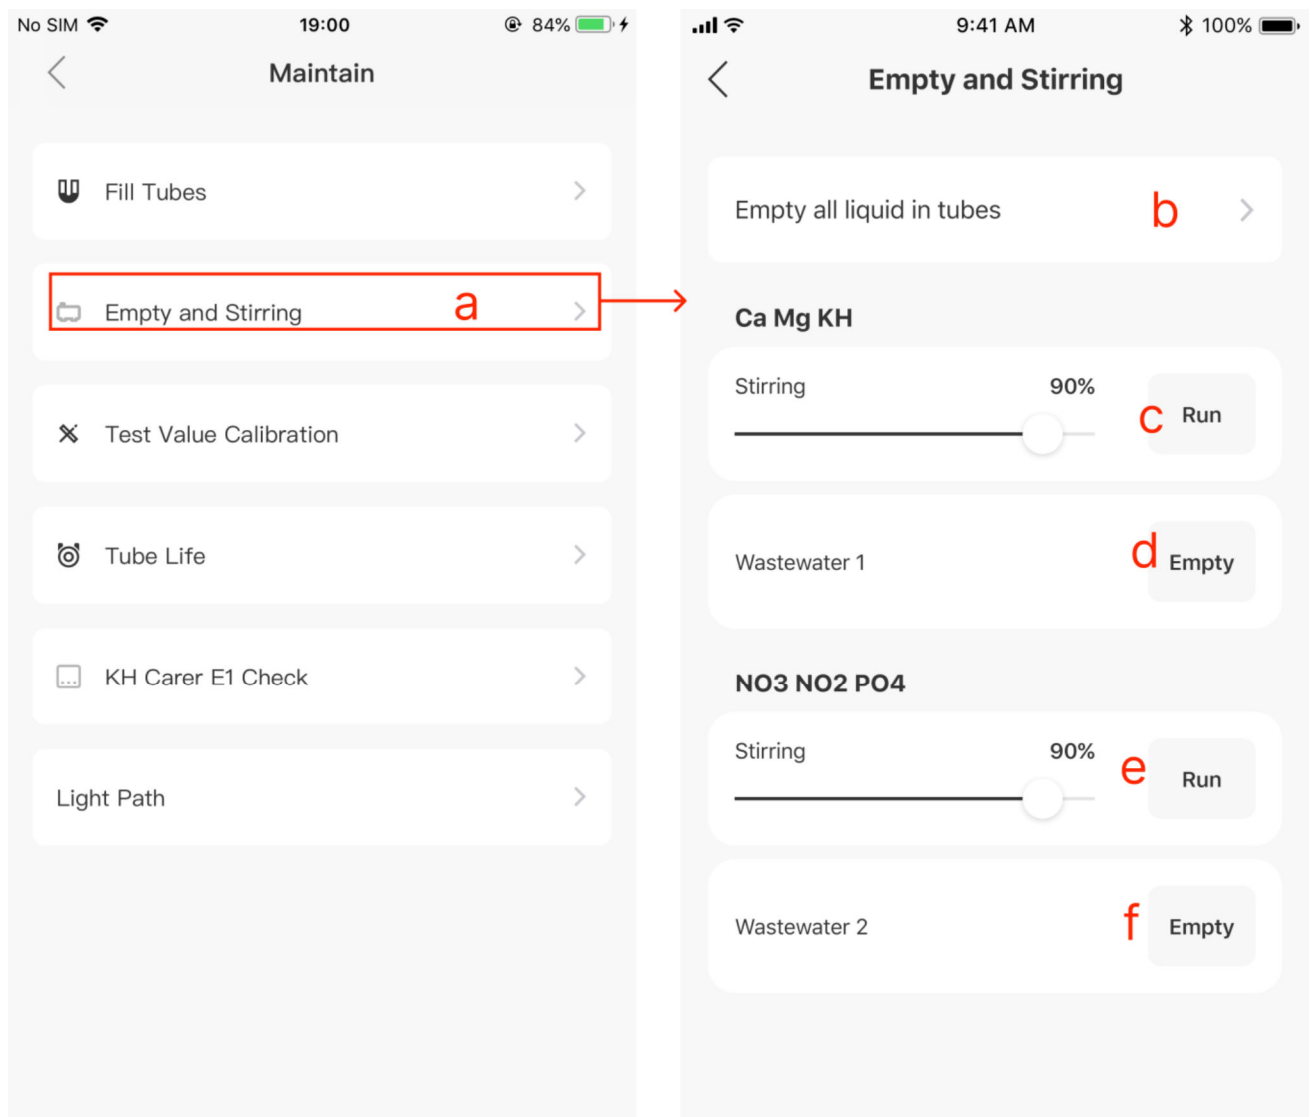 No SIM 19:00 84%
Maintain
Fill Tubes
Empty and Stirring a
Test Value Calibration
Tube Life
KH Carer E1 Check
Light Path
9:41 AM 100%
Empty and Stirring
Empty all liquid in tubes b
Ca Mg KH
Stirring 90%
c Run
Wastewater 1 d Empty
NO3 NO2 PO4
Stirring 90%
e Run
Wastewater 2 f Empty